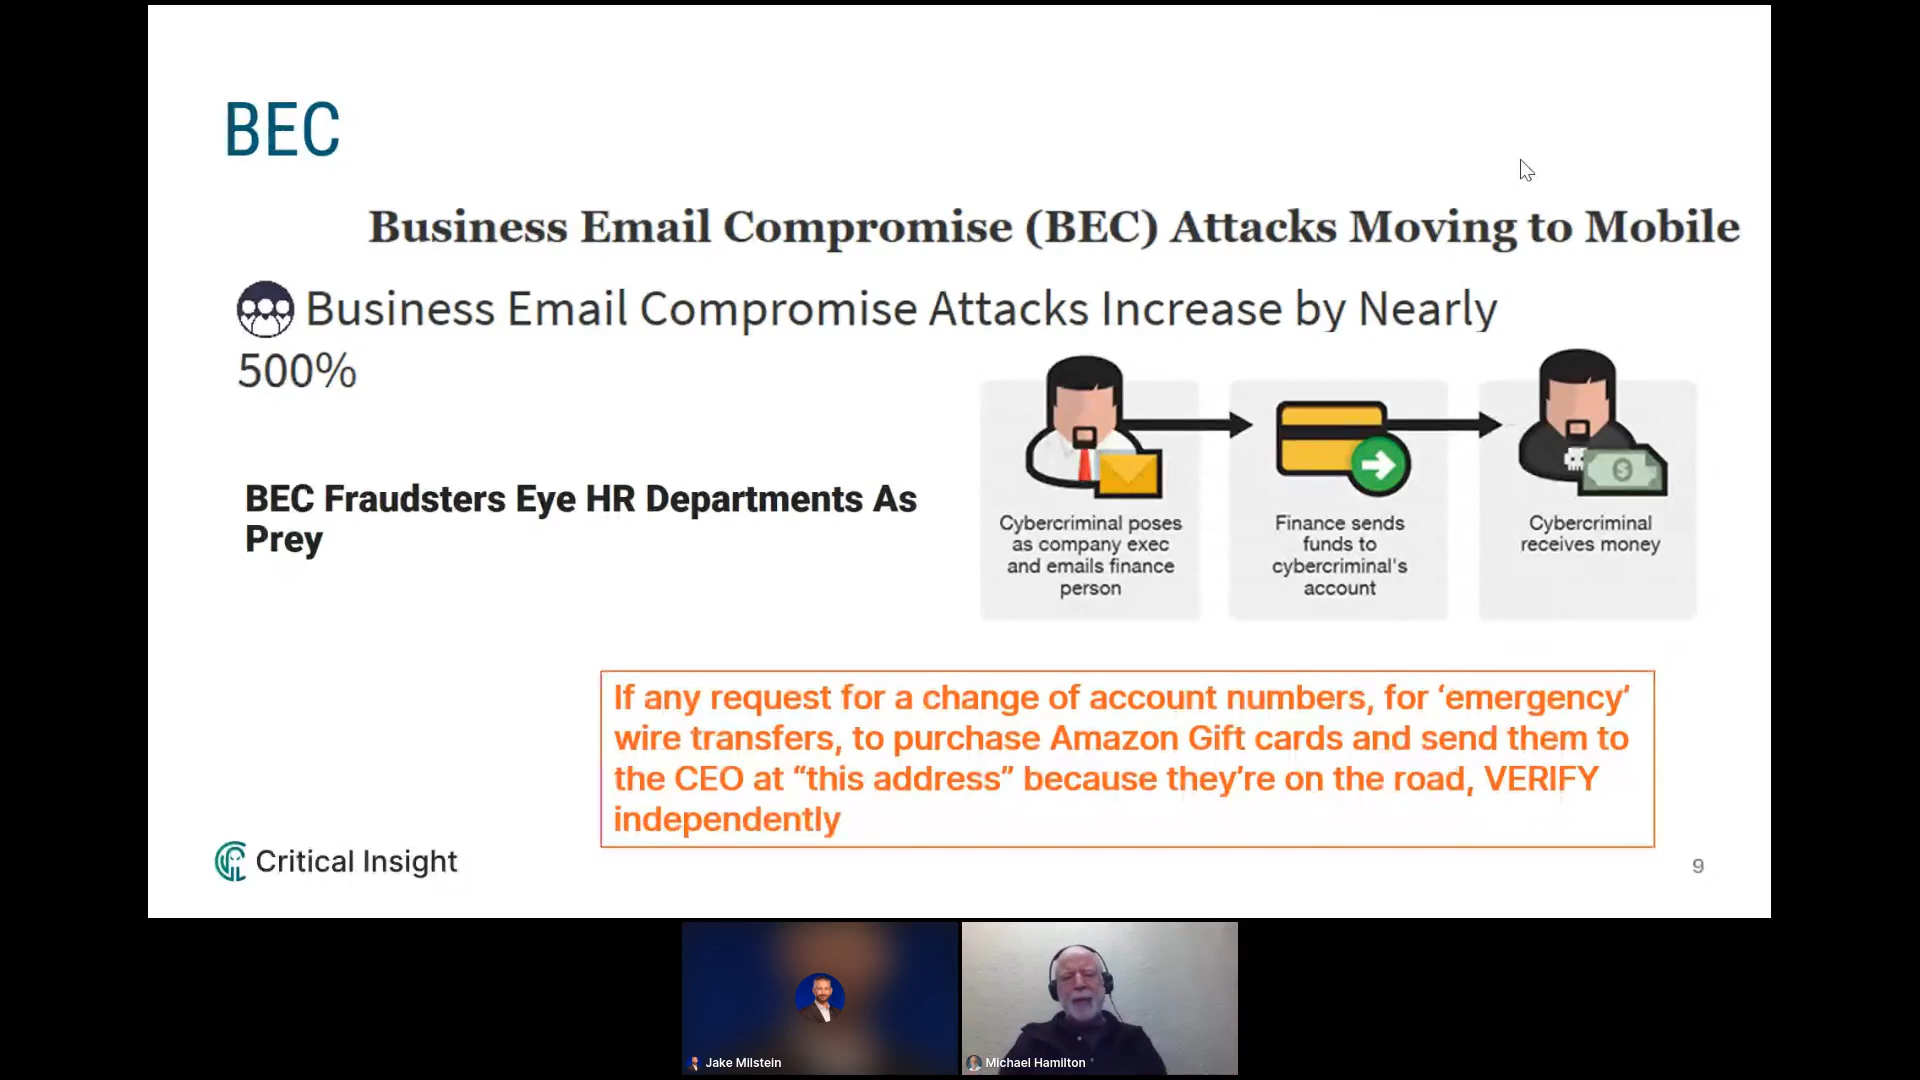 BEC
Business Email Compromise (BEC) Attacks Moving to Mobile
Business Email Compromise Attacks Increase by Nearly
500%
BEC Fraudsters Eye HR Departments As
Prey
Cybercriminal poses
as company exec
and emails finance
person
Finance sends
funds to
cybercriminal's
account
Cybercriminal
receives money
If any request for a change of account numbers, for ‘emergency’
wire transfers, to purchase Amazon Gift cards and send them to
the CEO at “this address” because they’re on the road, VERIFY
independently
Critical Insight
9
Jake Milstein
Michael Hamilton